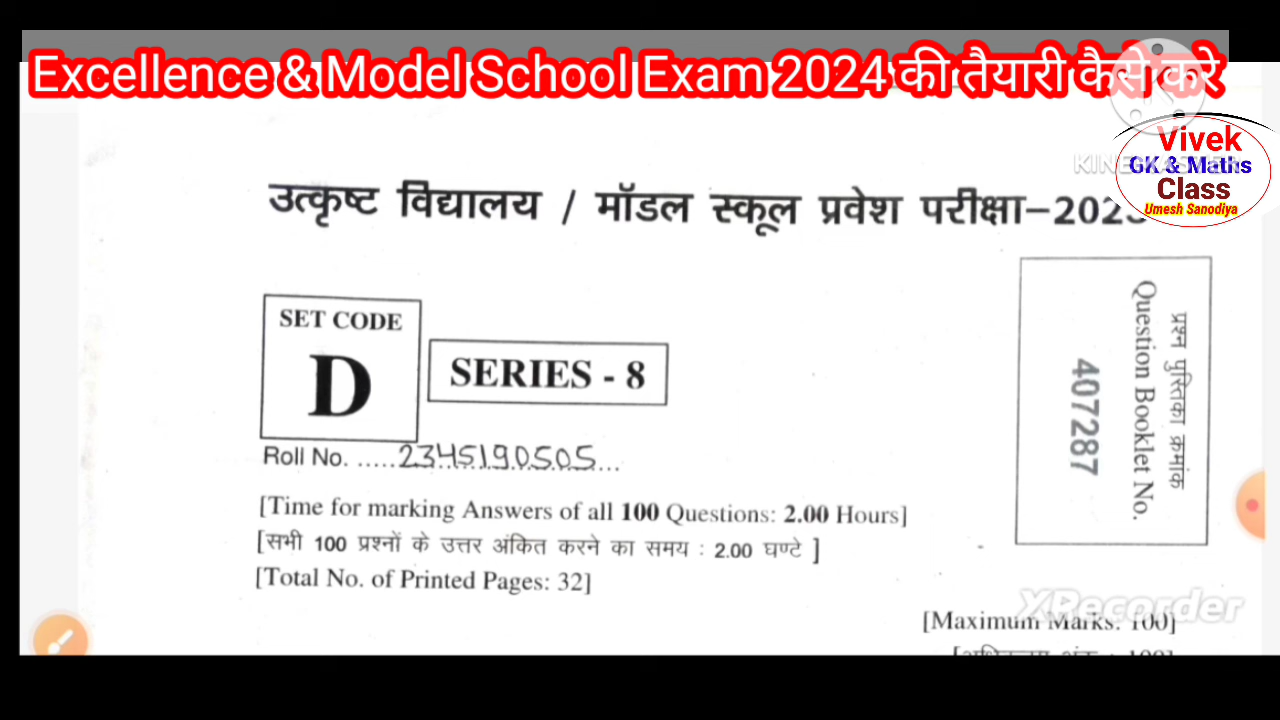 Excellence & Model School Exam 2024 की तैयारी कैसे करे
Vivek
GK & Maths
Class
Umesh Sanodiya
उत्कृष्ट विद्यालय / मॉडल स्कूल प्रवेश परीक्षा–2023
SET CODE
D
SERIES - 8
प्रश्न पुस्तिका क्रमांक
Question Booklet No.
407287
Roll No. .....2345190505...
[Time for marking Answers of all 100 Questions: 2.00 Hours]
[सभी 100 प्रश्नों के उत्तर अंकित करने का समय : 2.00 घण्टे ]
[Total No. of Printed Pages: 32]
XRecorder
[Maximum Marks: 100]